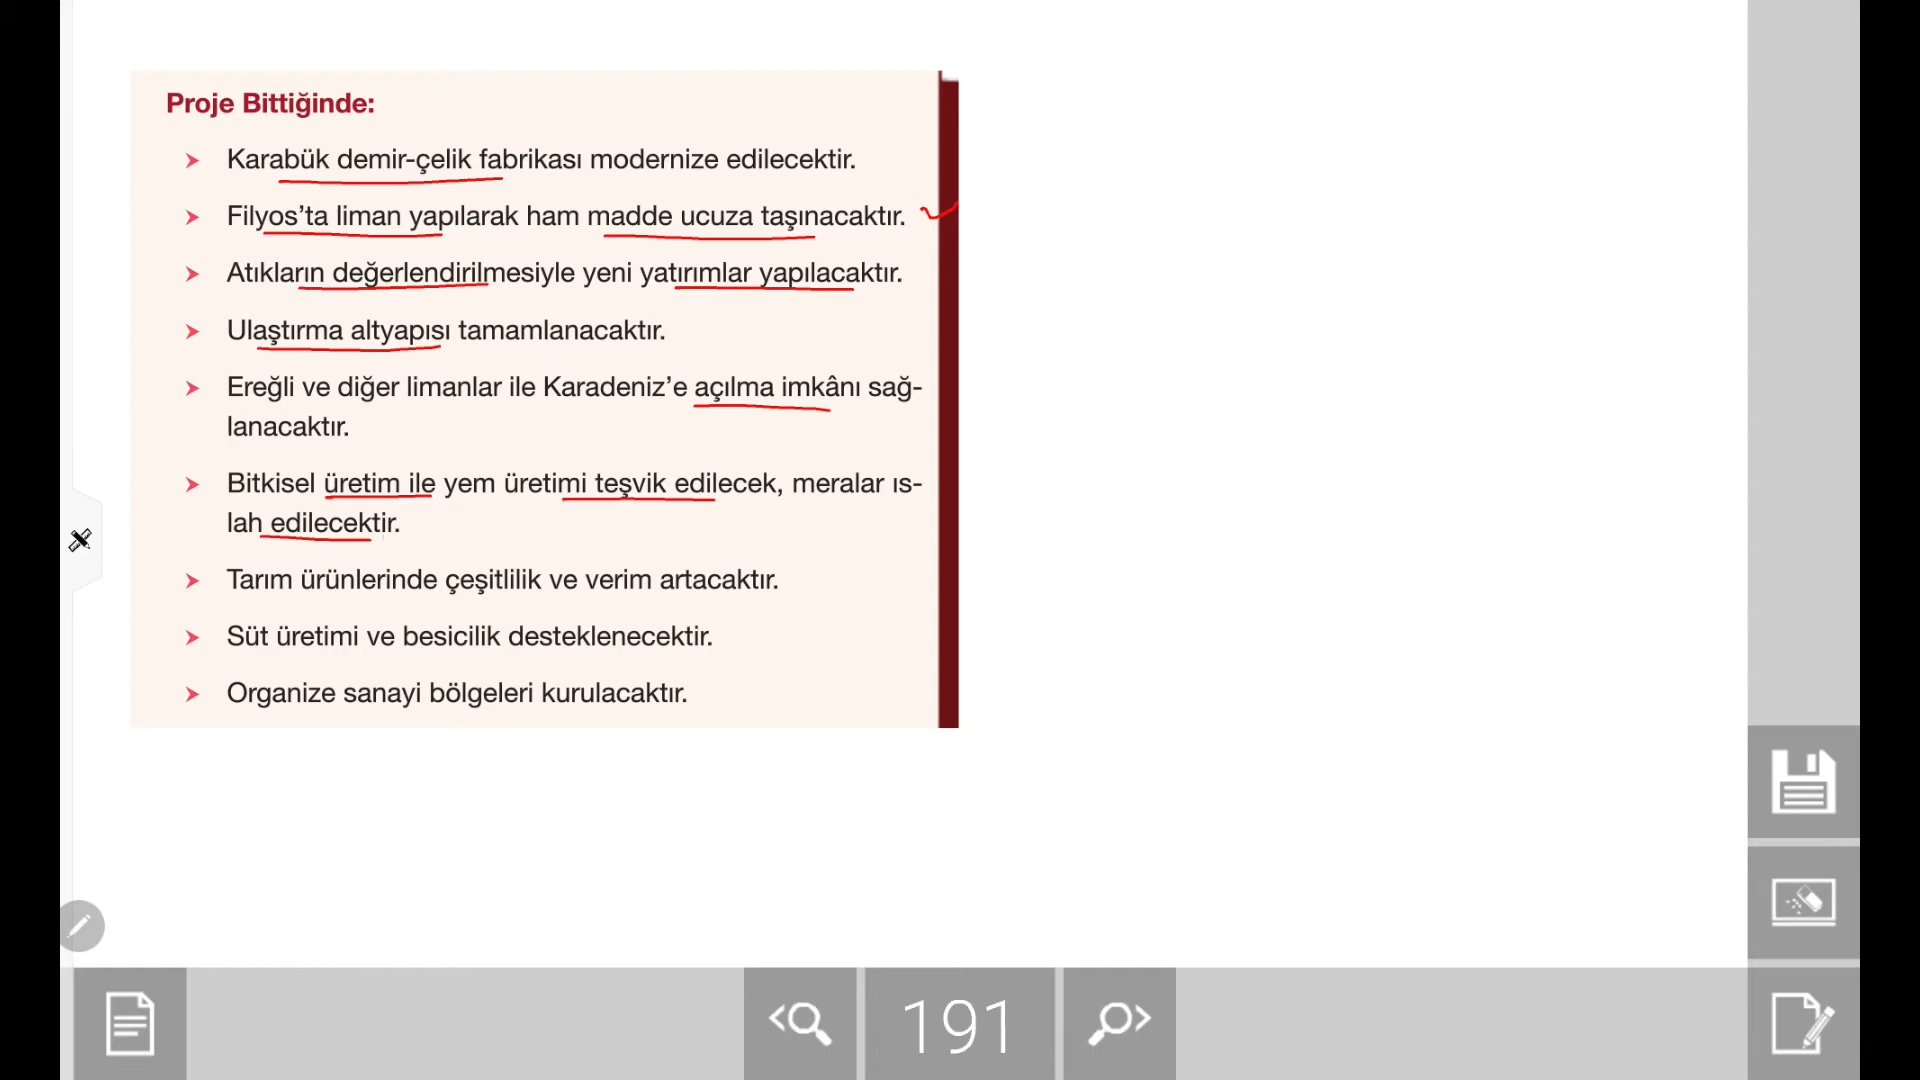 Proje Bittiğinde:
Karabük demir-çelik fabrikası modernize edilecektir.
Filyos’ta liman yapılarak ham madde ucuza taşınacaktır.
Atıkların değerlendirilmesiyle yeni yatırımlar yapılacaktır.
Ulaştırma altyapısı tamamlanacaktır.
Ereğli ve diğer limanlar ile Karadeniz’e açılma imkânı sağ-
lanacaktır.
Bitkisel üretim ile yem üretimi teşvik edilecek, meralar ıs-
lah edilecektir.
Tarım ürünlerinde çeşitlilik ve verim artacaktır.
Süt üretimi ve besicilik desteklenecektir.
Organize sanayi bölgeleri kurulacaktır.
191